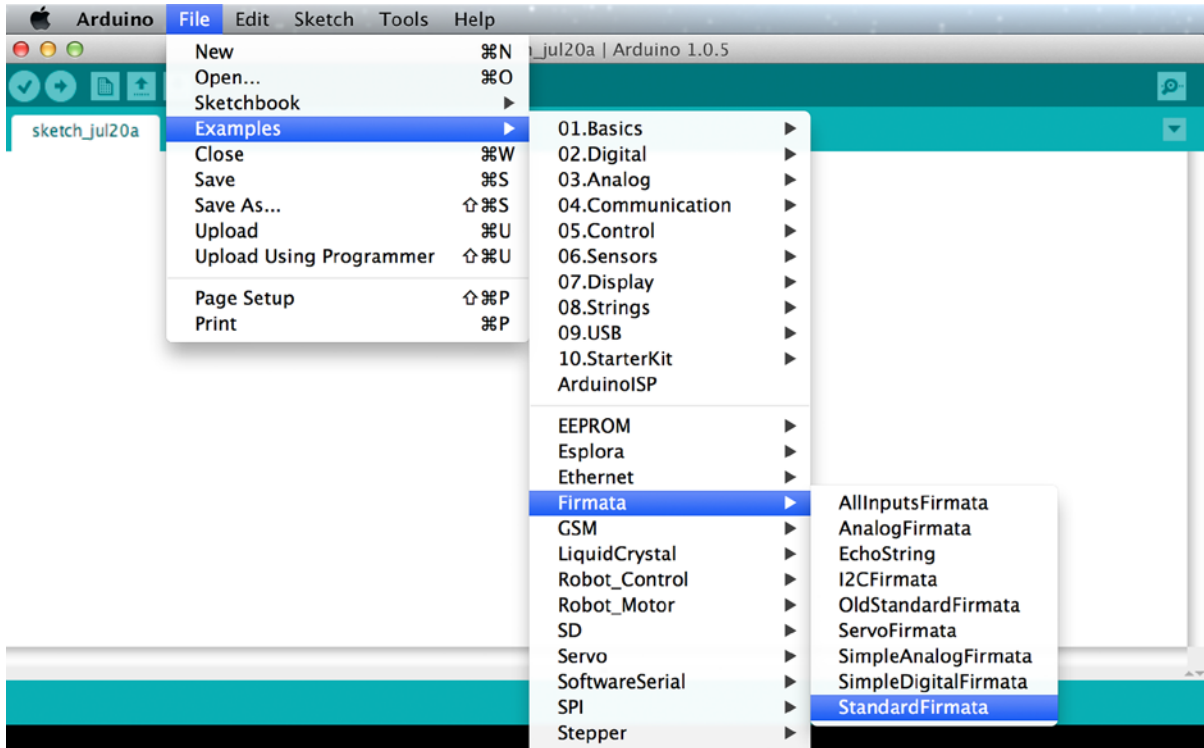 Arduino File Edit Sketch Tools Help
_jul20a | Arduino 1.0.5
sketch_jul20a
New ⌘N
Open... ⌘O
Sketchbook
Examples
Close ⌘W
Save ⌘S
Save As... ⇧⌘S
Upload ⌘U
Upload Using Programmer ⇧⌘U
Page Setup ⇧⌘P
Print ⌘P
01.Basics
02.Digital
03.Analog
04.Communication
05.Control
06.Sensors
07.Display
08.Strings
09.USB
10.StarterKit
ArduinoISP
EEPROM
Esplora
Ethernet
Firmata
GSM
LiquidCrystal
Robot_Control
Robot_Motor
SD
Servo
SoftwareSerial
SPI
Stepper
AllInputsFirmata
AnalogFirmata
EchoString
I2CFirmata
OldStandardFirmata
ServoFirmata
SimpleAnalogFirmata
SimpleDigitalFirmata
StandardFirmata